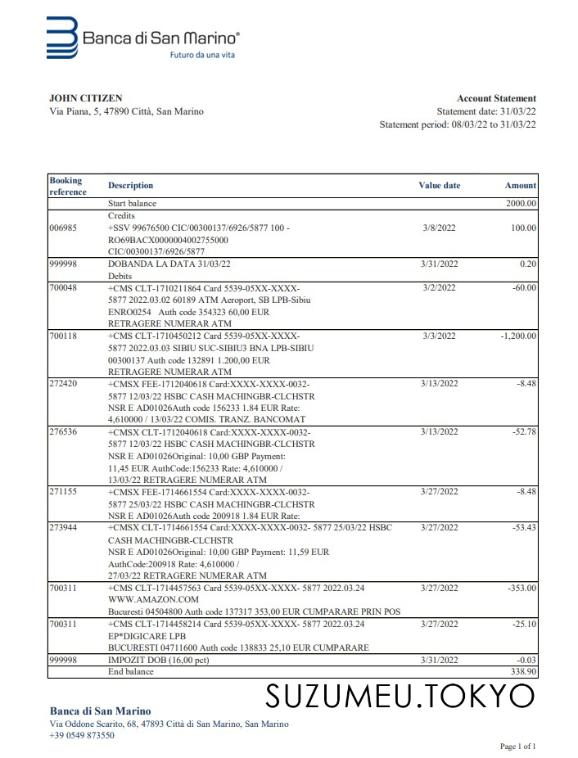 Banca di San Marino®
Futuro da una vita
JOHN CITIZEN
Via Piana, 5, 47890 Città, San Marino
Account Statement
Statement date: 31/03/22
Statement period: 08/03/22 to 31/03/22
Booking reference Description Value date Amount
Start balance 2000.00
Credits
006985 +SSV 99676500 CIC/00300137/6926/5877 100 - 3/8/2022 100.00
RO69BACX0000004002755000
CIC/00300137/6926/5877
999998 DOBANDA LA DATA 31/03/22 3/31/2022 0.20
Debits
700048 +CMS CLT-1710211864 Card 5539-05XX-XXXX- 3/2/2022 -60.00
5877 2022.03.02 60189 ATM Aeroport, SB LPB-Sibiu
ENRO0254 Auth code 354323 60,00 EUR
RETRAGERE NUMERAR ATM
700118 +CMS CLT-1710450212 Card 5539-05XX-XXXX- 3/3/2022 -1,200.00
5877 2022.03.03 SIBIU SUC-SIBIU3 BNA LPB-SIBIU
00300137 Auth code 132891 1.200,00 EUR
RETRAGERE NUMERAR ATM
272420 +CMSX FEE-1712040618 Card:XXXX-XXXX-0032- 3/13/2022 -8.48
5877 12/03/22 HSBC CASH MACHINGBR-CLCHSTR
NSR E AD01026Auth code 156233 1.84 EUR Rate:
4,610000 / 13/03/22 COMIS. TRANZ. BANCOMAT
276536 +CMSX CLT-1712040618 Card:XXXX-XXXX-0032- 3/13/2022 -52.78
5877 12/03/22 HSBC CASH MACHINGBR-CLCHSTR
NSR E AD01026Original: 10,00 GBP Payment:
11,45 EUR AuthCode:156233 Rate: 4,610000 /
13/03/22 RETRAGERE NUMERAR ATM
271155 +CMSX FEE-1714661554 Card:XXXX-XXXX-0032- 3/27/2022 -8.48
5877 25/03/22 HSBC CASH MACHINGBR-CLCHSTR
NSR E AD01026Auth code 200918 1.84 EUR Rate:
273944 +CMSX CLT-1714661554 Card:XXXX-XXXX-0032- 5877 25/03/22 HSBC 3/27/2022 -53.43
CASH MACHINGBR-CLCHSTR
NSR E AD01026Original: 10,00 GBP Payment: 11,59 EUR
AuthCode:200918 Rate: 4,610000 /
27/03/22 RETRAGERE NUMERAR ATM
700311 +CMS CLT-1714457563 Card 5539-05XX-XXXX- 5877 2022.03.24 3/27/2022 -353.00
WWW.AMAZON.COM
Bucuresti 04504800 Auth code 137317 353,00 EUR CUMPARARE PRIN POS
700311 +CMS CLT-1714458214 Card 5539-05XX-XXXX- 5877 2022.03.24 3/27/2022 -25.10
EP*DIGICARE LPB
BUCURESTI 04711600 Auth code 138833 25,10 EUR CUMPARARE
999998 IMPOZIT DOB (16,00 pct) 3/31/2022 -0.03
End balance 338.90
SUZUMEU.TOKYO
Banca di San Marino
Via Oddone Scarito, 68, 47893 Città di San Marino, San Marino
+39 0549 873550
Page 1 of 1